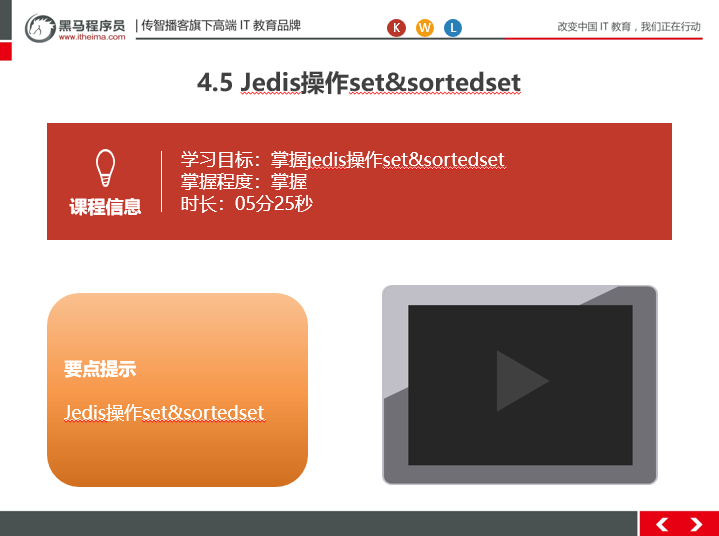 黑马程序员
www.itheima.com
传智播客旗下高端 IT 教育品牌
K W L
改变中国 IT 教育，我们正在行动
4.5 Jedis操作set&sortedset
课程信息
学习目标：掌握jedis操作set&sortedset
掌握程度：掌握
时长：05分25秒
要点提示
Jedis操作set&sortedset